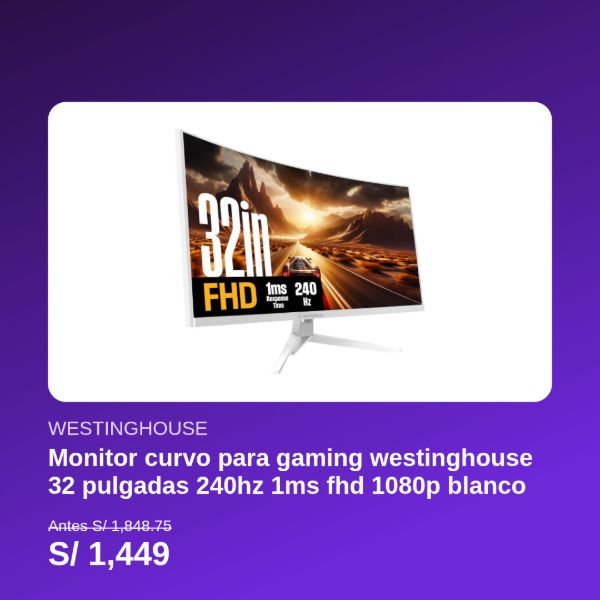 32in
FHD 1ms Response Time 240 Hz
WESTINGHOUSE
Monitor curvo para gaming westinghouse
32 pulgadas 240hz 1ms fhd 1080p blanco
Antes S/ 1,848.75
S/ 1,449